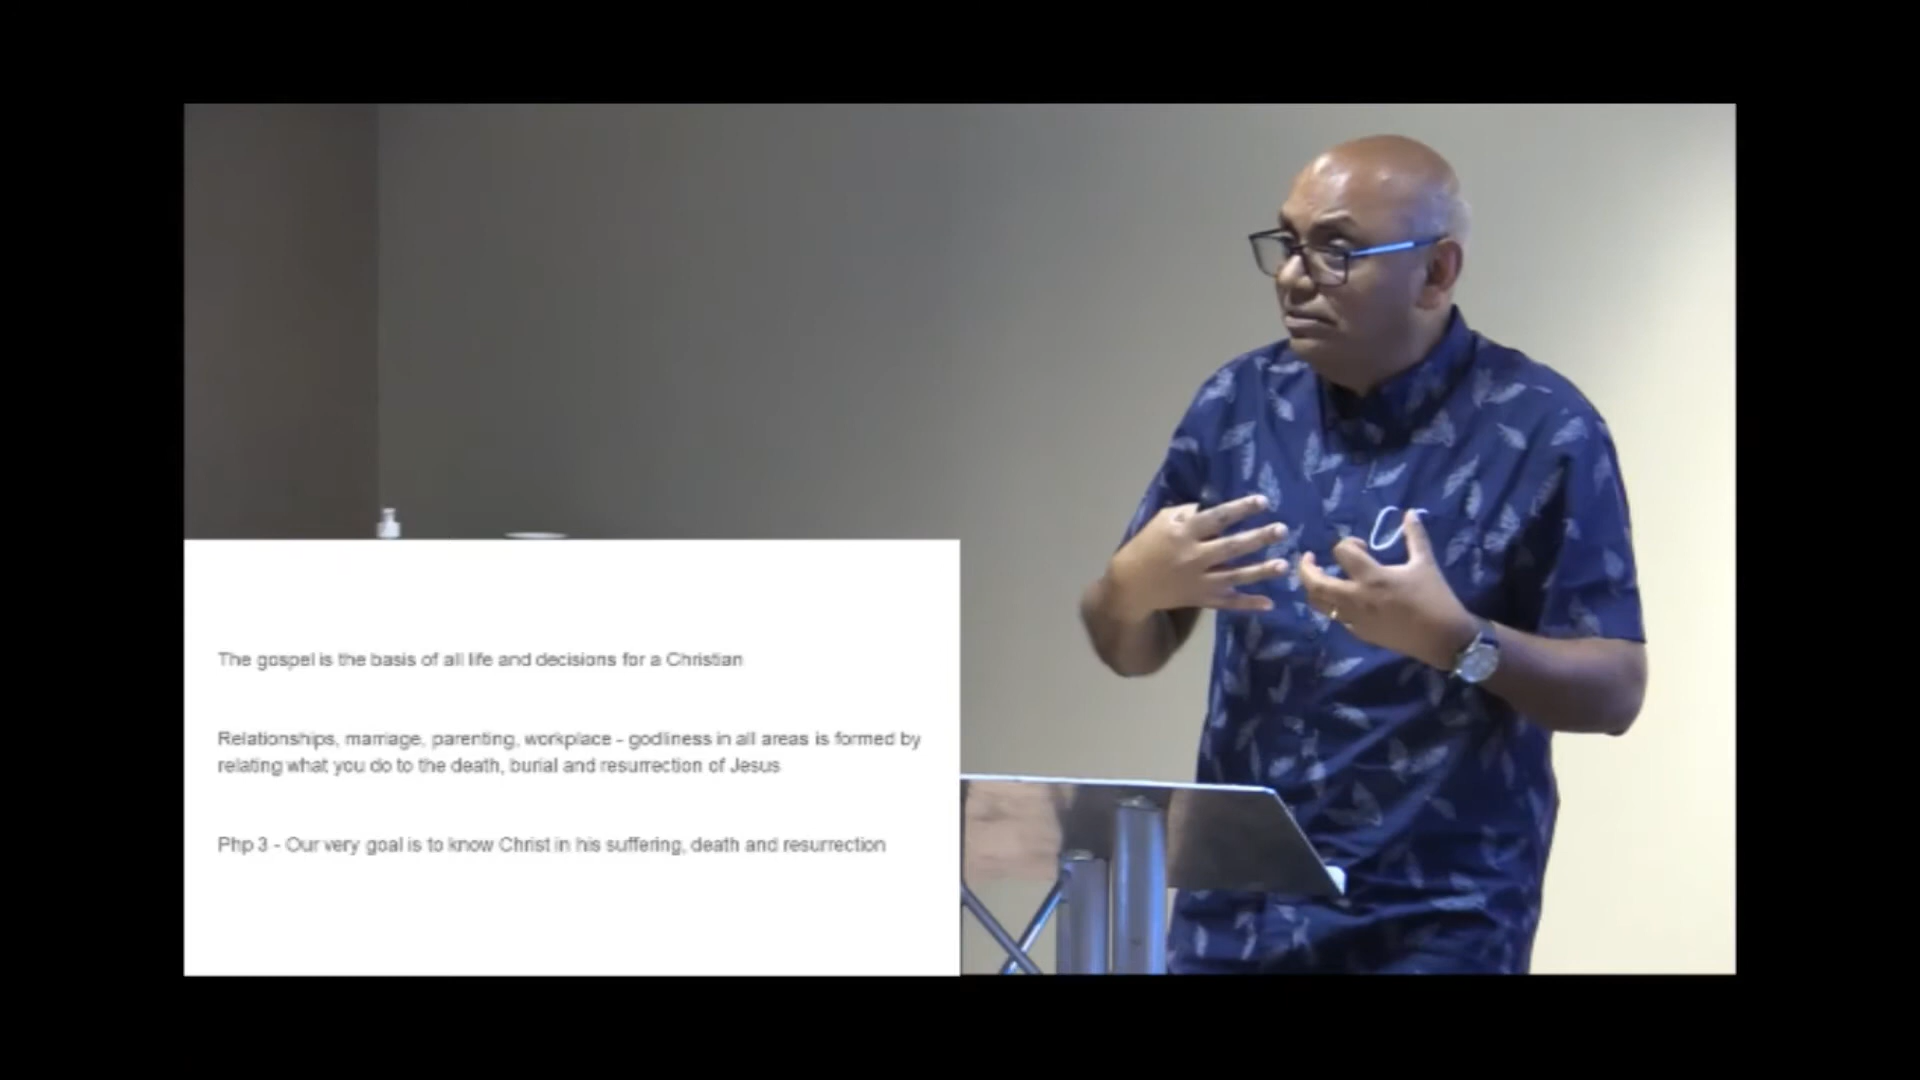 The gospel is the basis of all life and decisions for a Christian
Relationships, marriage, parenting, workplace - godliness in all areas is formed by
relating what you do to the death, burial and resurrection of Jesus
Php 3 - Our very goal is to know Christ in his suffering, death and resurrection